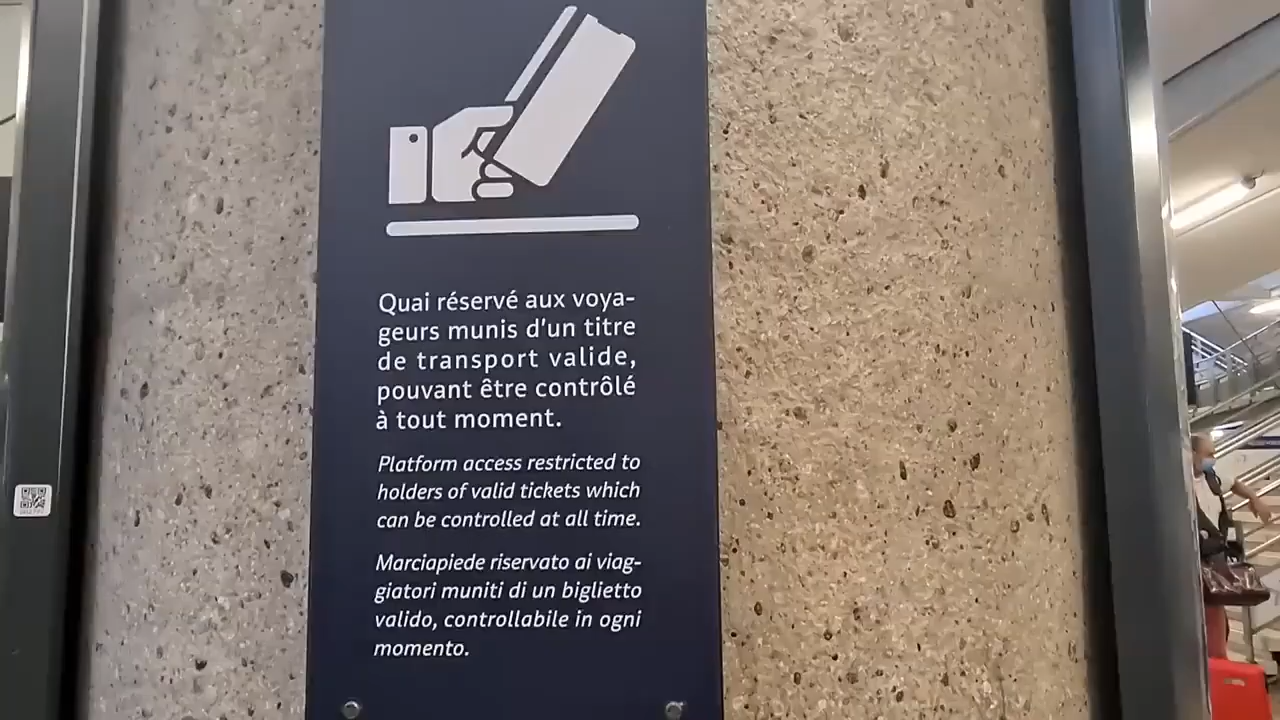 Quai réservé aux voya-
geurs munis d'un titre
de transport valide,
pouvant être contrôlé
à tout moment.
Platform access restricted to
holders of valid tickets which
can be controlled at all time.
Marciapiede riservato ai viag-
giatori muniti di un biglietto
valido, controllabile in ogni
momento.